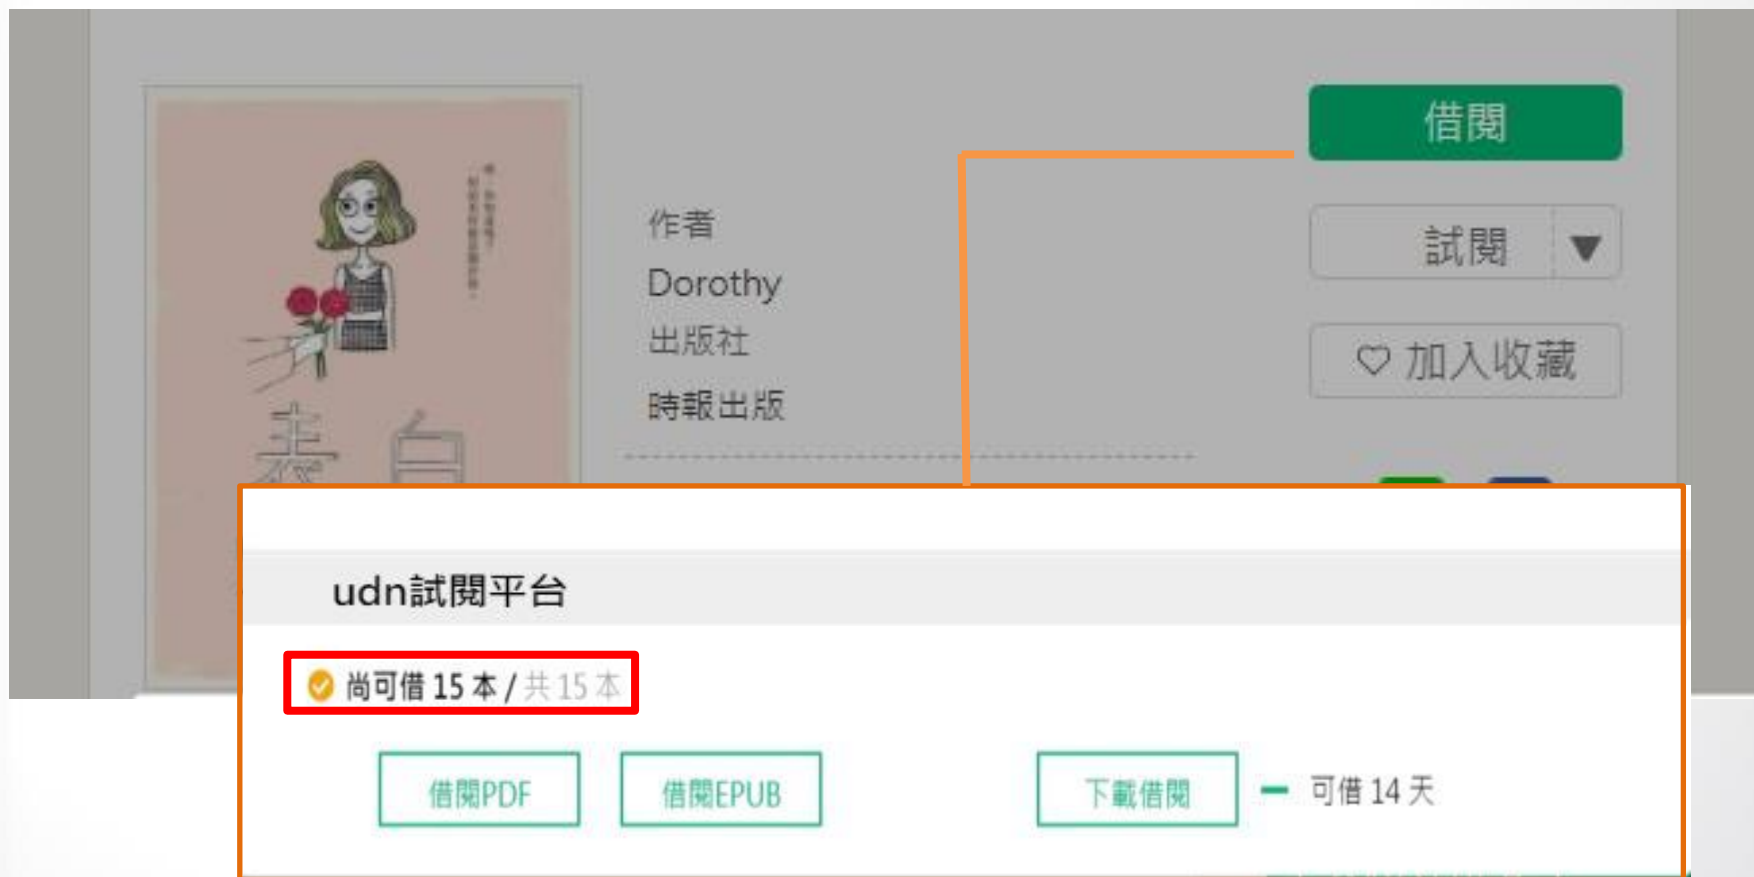 借閱
試閱
加入收藏
作者
Dorothy
出版社
時報出版
表白
udn試閱平台
尚可借 15 本 / 共 15 本
借閱PDF
借閱EPUB
下載借閱
可借 14 天